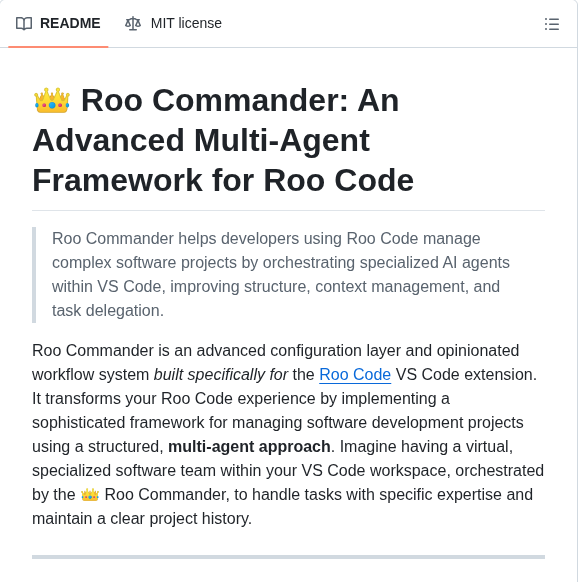 README MIT license
👑 Roo Commander: An
Advanced Multi-Agent
Framework for Roo Code
Roo Commander helps developers using Roo Code manage
complex software projects by orchestrating specialized AI agents
within VS Code, improving structure, context management, and
task delegation.
Roo Commander is an advanced configuration layer and opinionated
workflow system built specifically for the Roo Code VS Code extension.
It transforms your Roo Code experience by implementing a
sophisticated framework for managing software development projects
using a structured, multi-agent approach. Imagine having a virtual,
specialized software team within your VS Code workspace, orchestrated
by the 👑 Roo Commander, to handle tasks with specific expertise and
maintain a clear project history.